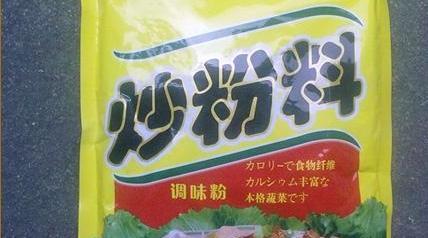 炒粉料
调味粉
カロリーで食物纤维
カルシウム丰富な
本格蔬菜です